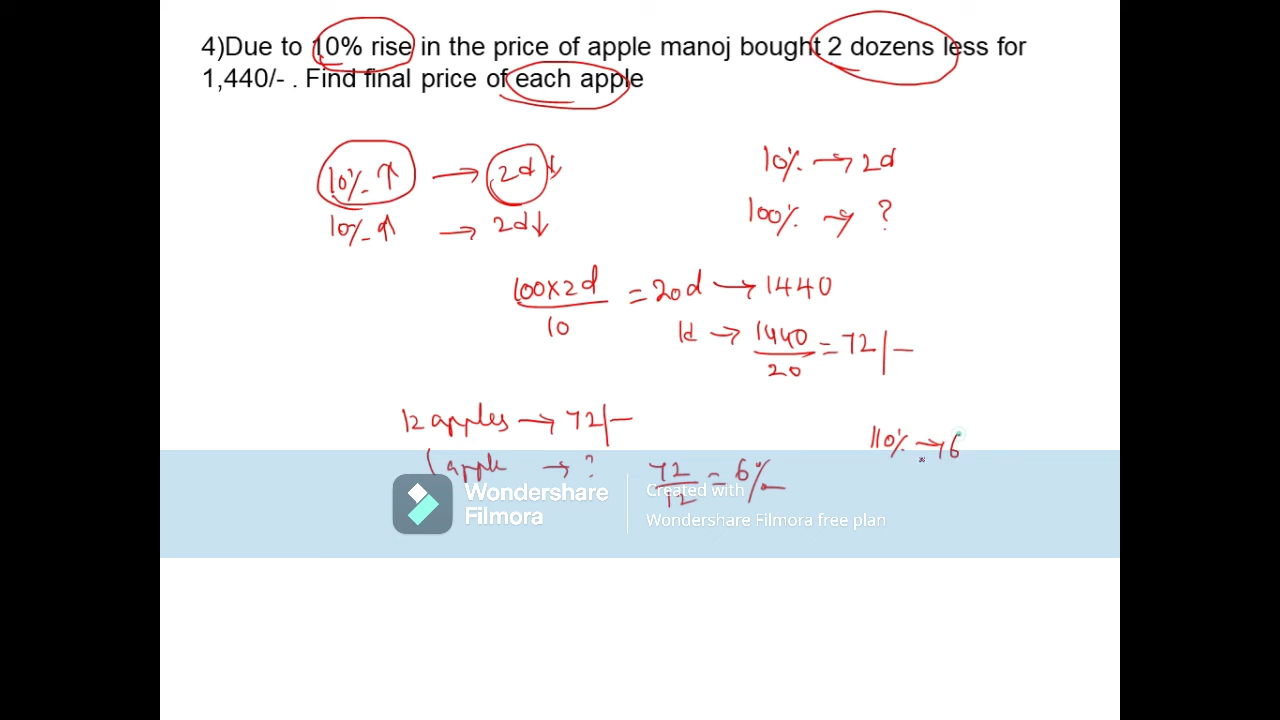 4)Due to 10% rise in the price of apple manoj bought 2 dozens less for
1,440/- . Find final price of each apple
10% ↑ → 2d↓
10% → 2d
10% ↑ → 2d↓
100% → ?
100×2d/10 = 20d → 1440
1d → 1440/20 = 72/-
12 apples → 72/-
110% → 6
1 apple → ? 72/12 = 6/-
Wondershare
Filmora
Created with
Wondershare Filmora free plan